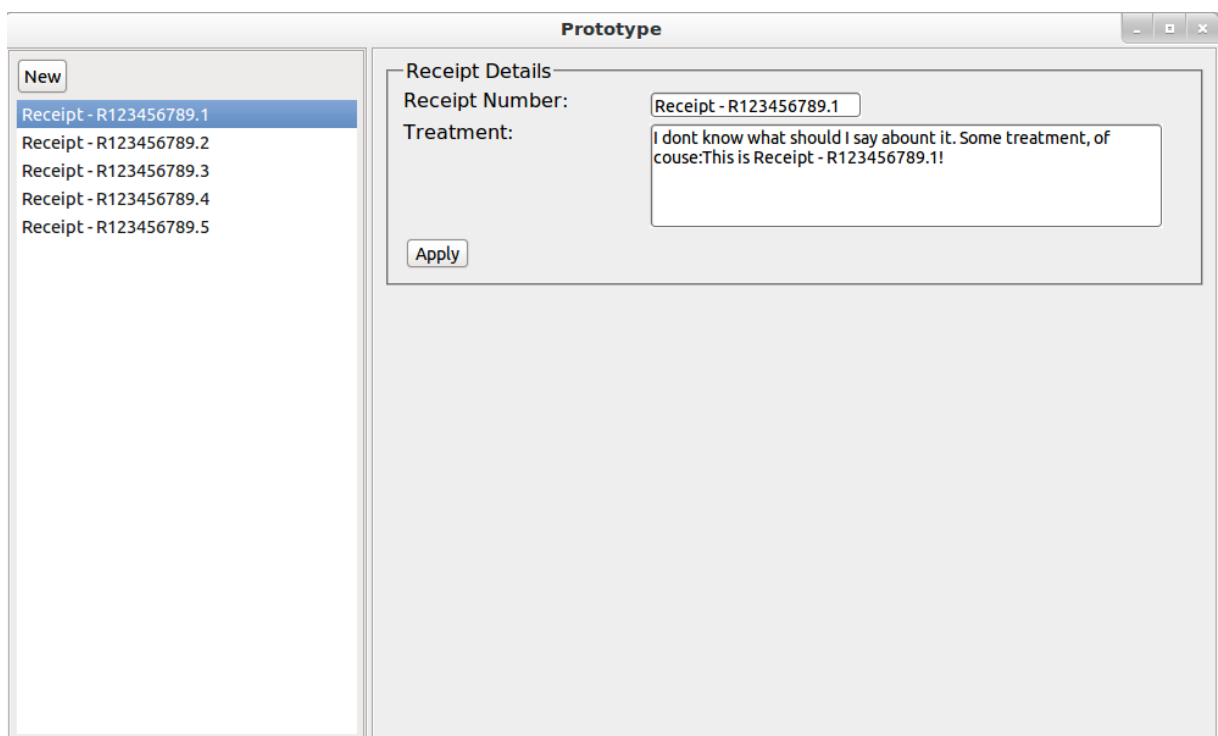 Prototype
New
Receipt - R123456789.1
Receipt - R123456789.2
Receipt - R123456789.3
Receipt - R123456789.4
Receipt - R123456789.5
Receipt Details
Receipt Number:
Receipt - R123456789.1
Treatment:
I dont know what should I say abount it. Some treatment, of
couse:This is Receipt - R123456789.1!
Apply